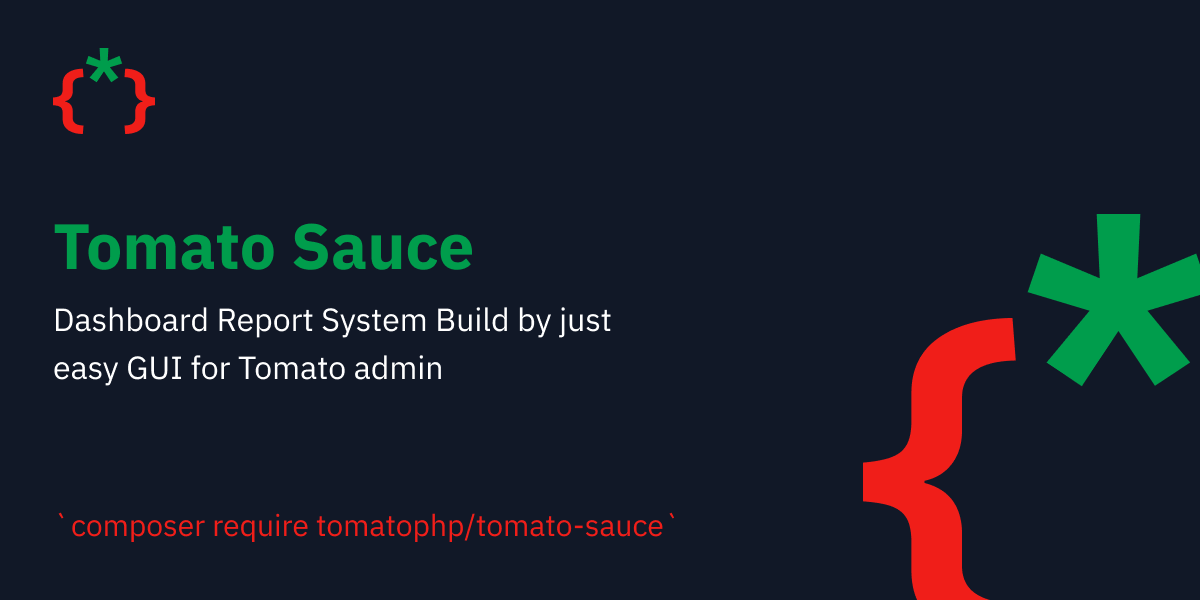 {*}
Tomato Sauce
Dashboard Report System Build by just
easy GUI for Tomato admin
`composer require tomatophp/tomato-sauce`